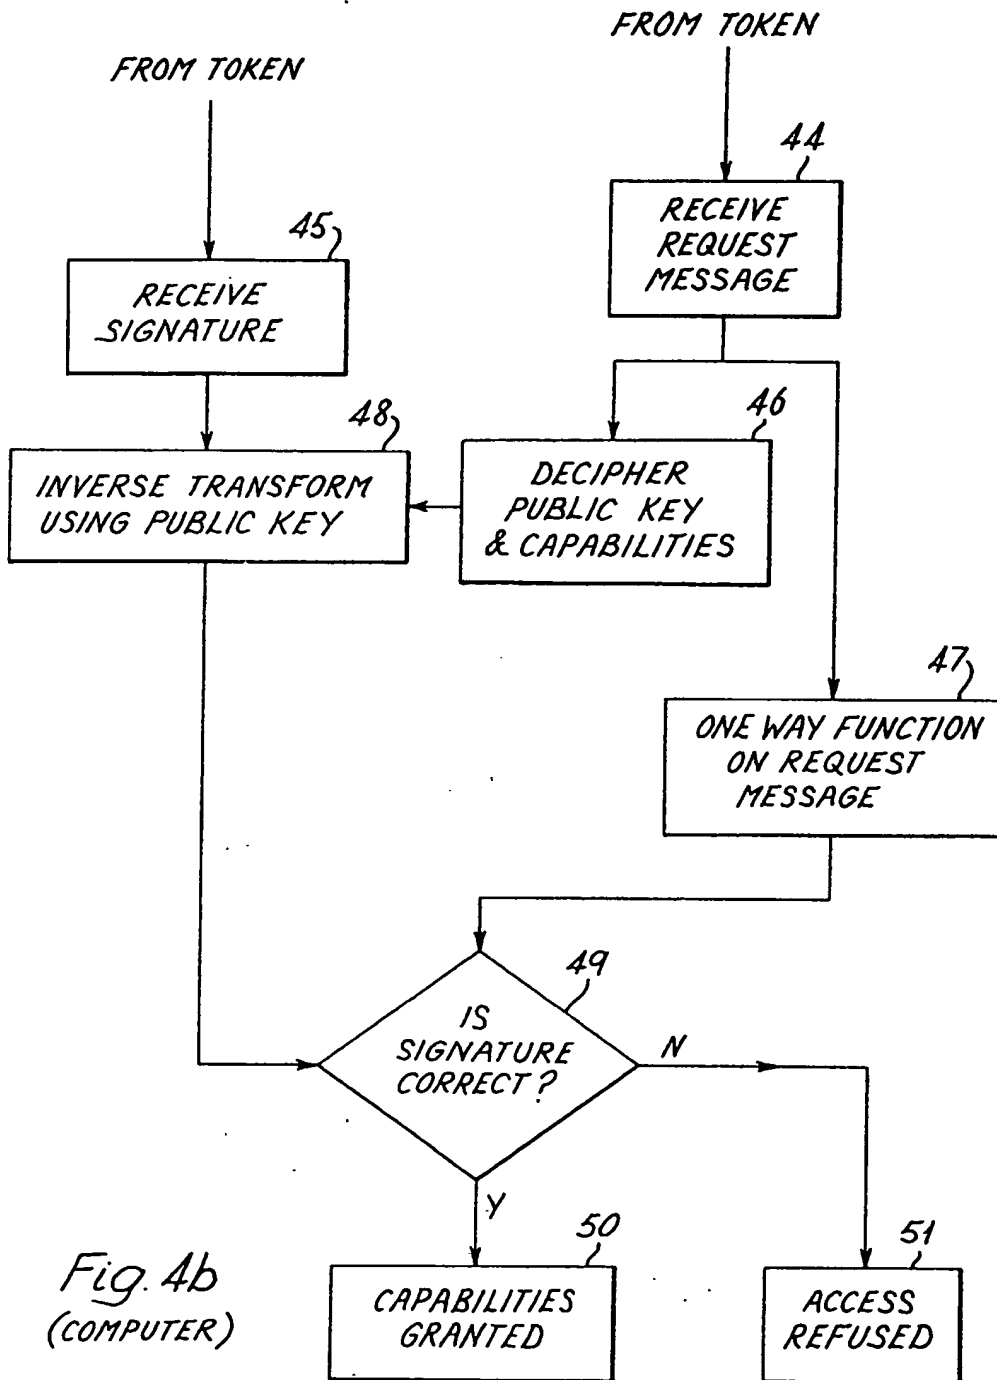 FROM TOKEN
FROM TOKEN
44
RECEIVE
REQUEST
MESSAGE
45
RECEIVE
SIGNATURE
46
DECIPHER
PUBLIC KEY
& CAPABILITIES
48
INVERSE TRANSFORM
USING PUBLIC KEY
47
ONE WAY FUNCTION
ON REQUEST
MESSAGE
49
IS
SIGNATURE
CORRECT?
N
Y
50
CAPABILITIES
GRANTED
51
ACCESS
REFUSED
Fig. 4b
(COMPUTER)